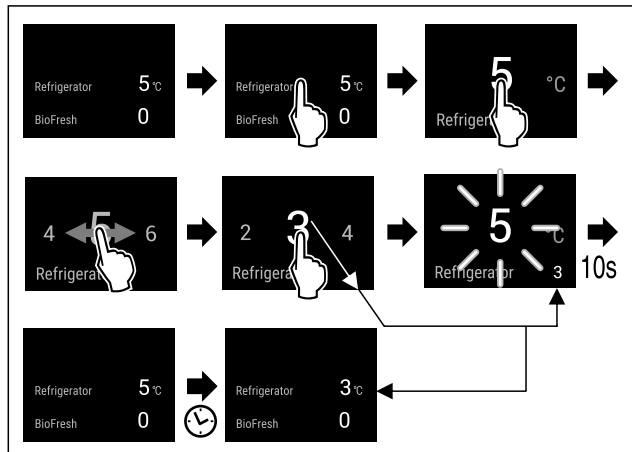 Refrigerator 5 °C
BioFresh 0
Refrigerator 5 °C
BioFresh 0
5 °C
Refriger
4 5 6
Refrigera
2 3 4
Refrigera
5 °C
Refrigerator 3
10s
Refrigerator 5 °C
BioFresh 0
Refrigerator 3 °C
BioFresh 0